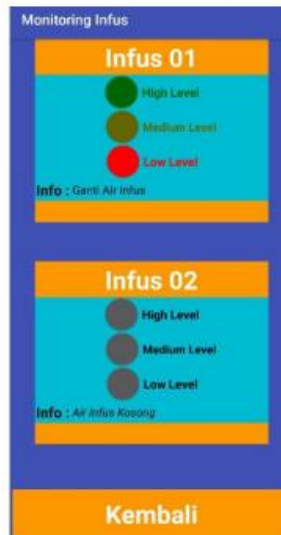 Monitoring Infus
Infus 01
High Level
Medium Level
Low Level
Info : Ganti Air Infus
Infus 02
High Level
Medium Level
Low Level
Info : Air Infus Kosong
Kembali